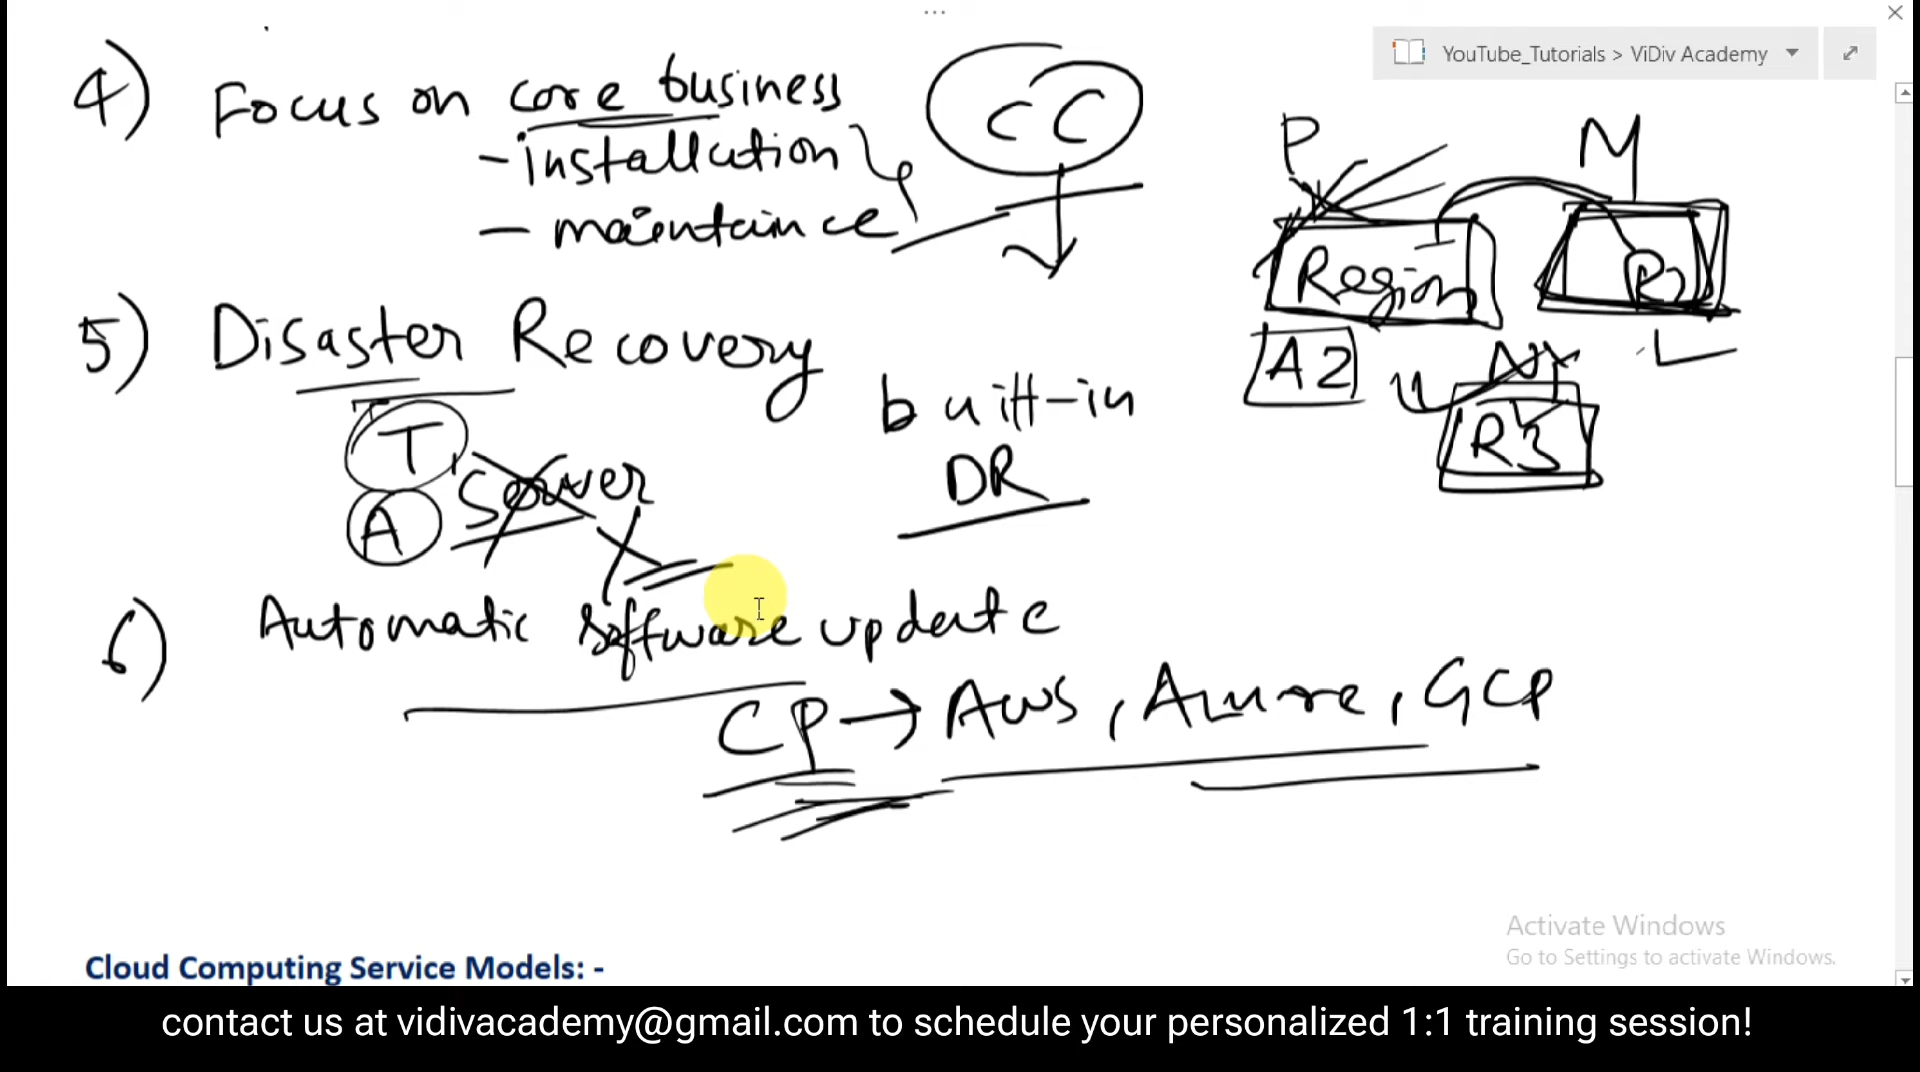 YouTube_Tutorials > ViDiv Academy
4) Focus on core business
- installation
- maintaince
CC
P
M
Region
R2
A2
NY
R3
5) Disaster Recovery
built-in
DR
T
Server
A
6) Automatic software update
CP → AWS, Azure, GCP
Activate Windows
Go to Settings to activate Windows.
Cloud Computing Service Models: -
contact us at vidivacademy@gmail.com to schedule your personalized 1:1 training session!